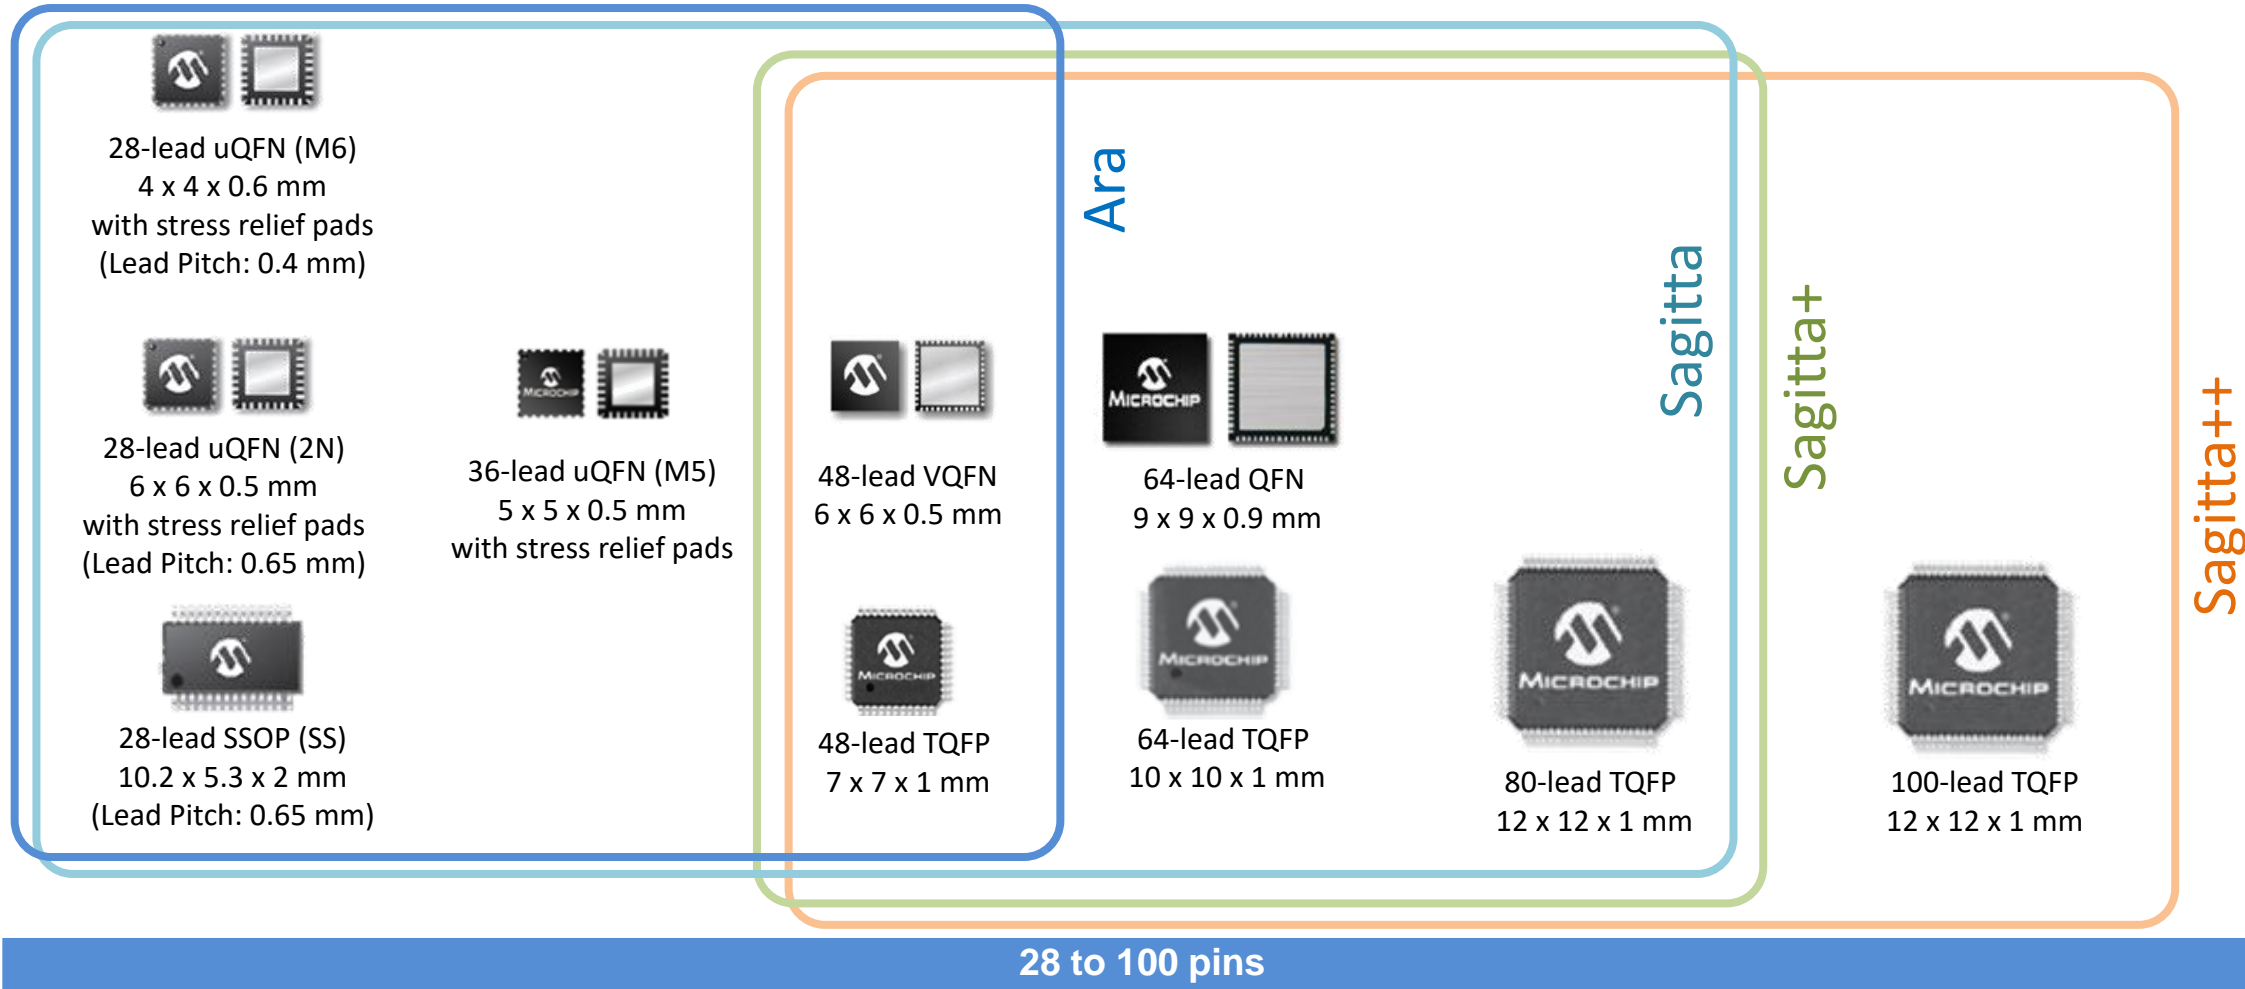 28-lead uQFN (M6)
4 x 4 x 0.6 mm
with stress relief pads
(Lead Pitch: 0.4 mm)
28-lead uQFN (2N)
6 x 6 x 0.5 mm
with stress relief pads
(Lead Pitch: 0.65 mm)
28-lead SSOP (SS)
10.2 x 5.3 x 2 mm
(Lead Pitch: 0.65 mm)
MICROCHIP
36-lead uQFN (M5)
5 x 5 x 0.5 mm
with stress relief pads
48-lead VQFN
6 x 6 x 0.5 mm
MICROCHIP
48-lead TQFP
7 x 7 x 1 mm
Ara
MICROCHIP
64-lead QFN
9 x 9 x 0.9 mm
MICROCHIP
64-lead TQFP
10 x 10 x 1 mm
Sagitta
MICROCHIP
80-lead TQFP
12 x 12 x 1 mm
Sagitta+
MICROCHIP
100-lead TQFP
12 x 12 x 1 mm
Sagitta++
28 to 100 pins